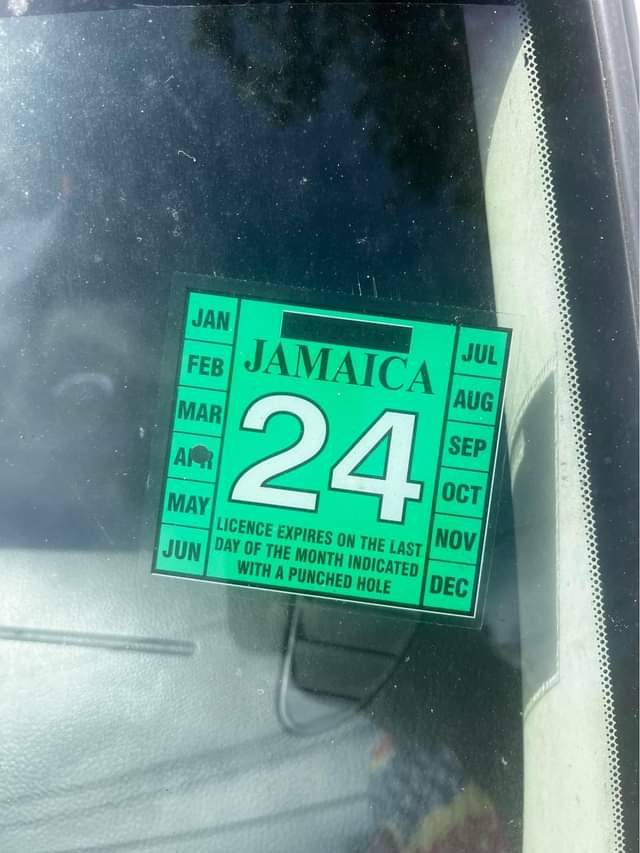 JAN
FEB
MAR
APR
MAY
JUN
JAMAICA
24
LICENCE EXPIRES ON THE LAST
DAY OF THE MONTH INDICATED
WITH A PUNCHED HOLE
JUL
AUG
SEP
OCT
NOV
DEC